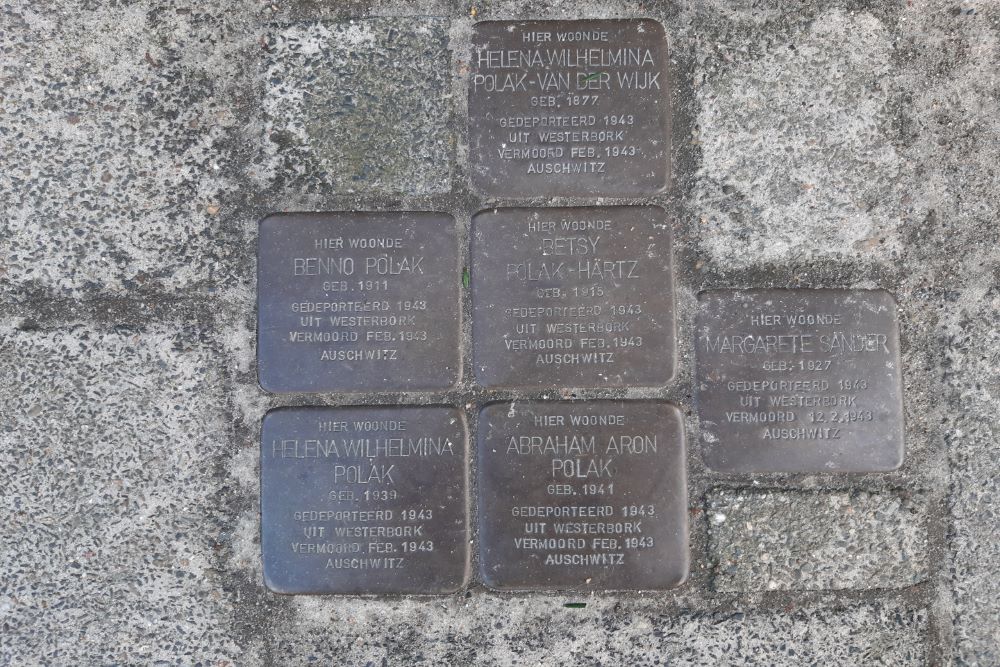 HIER WOONDE
HELENA WILHELMINA
POLAK-VAN DER WIJK
GEB. 1877
GEDEPORTEERD 1943
UIT WESTERBORK
VERMOORD FEB. 1943
AUSCHWITZ
HIER WOONDE
BENNO POLAK
GEB. 1911
GEDEPORTEERD 1943
UIT WESTERBORK
VERMOORD FEB. 1943
AUSCHWITZ
HIER WOONDE
BETSY
POLAK-HARTZ
GEB. 1915
GEDEPORTEERD 1943
UIT WESTERBORK
VERMOORD FEB. 1943
AUSCHWITZ
HIER WOONDE
MARGARETE SANDER
GEB. 1927
GEDEPORTEERD 1943
UIT WESTERBORK
VERMOORD 12.2.1943
AUSCHWITZ
HIER WOONDE
HELENA WILHELMINA
POLAK
GEB. 1939
GEDEPORTEERD 1943
UIT WESTERBORK
VERMOORD FEB. 1943
AUSCHWITZ
HIER WOONDE
ABRAHAM ARON
POLAK
GEB. 1941
GEDEPORTEERD 1943
UIT WESTERBORK
VERMOORD FEB. 1943
AUSCHWITZ